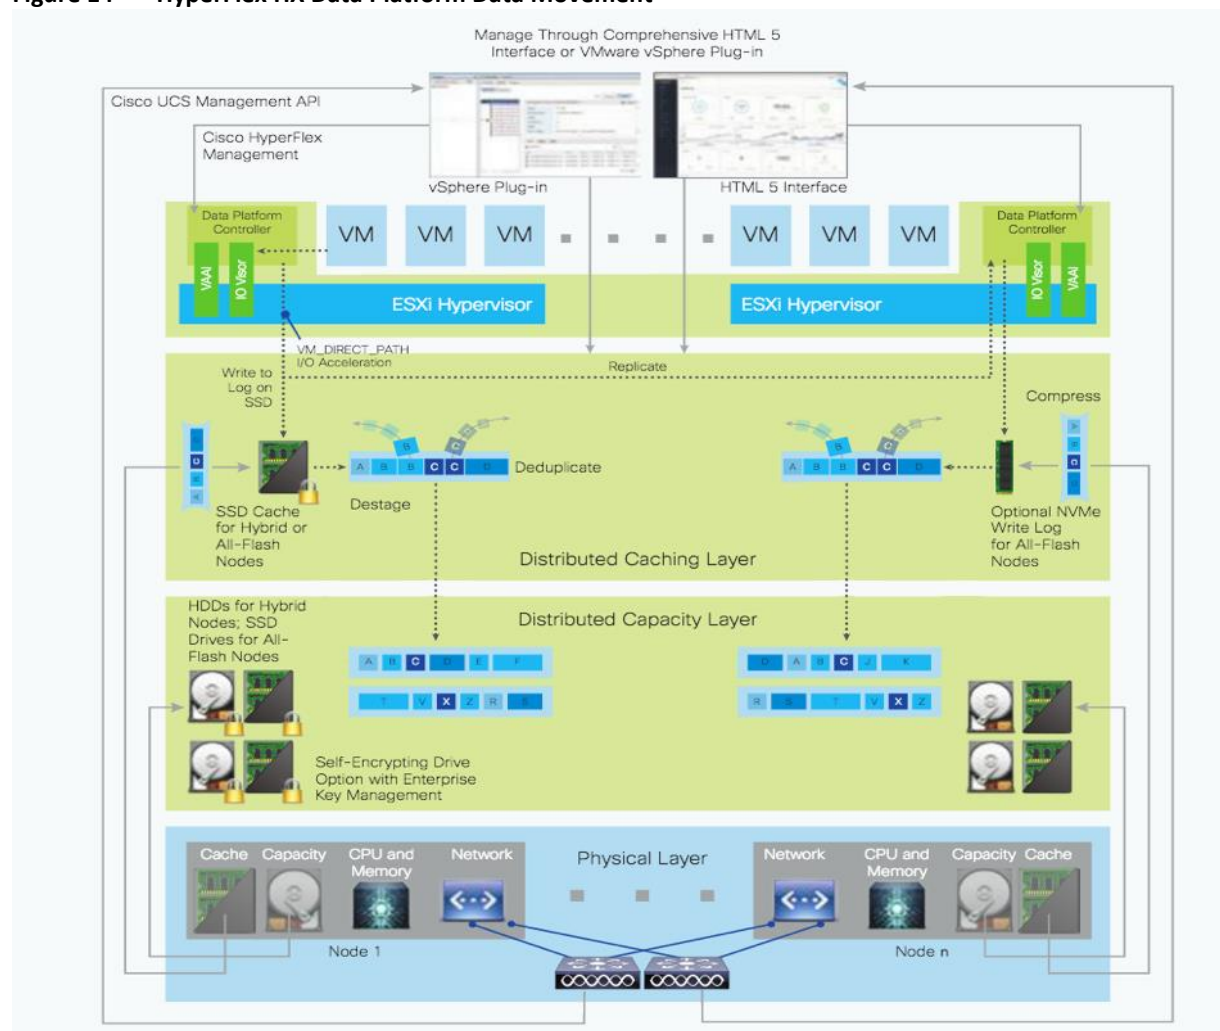 Figure 14 HyperFlex HX Data Platform Data Movement
Manage Through Comprehensive HTML 5
Interface or VMware vSphere Plug-in
Cisco UCS Management API
Cisco HyperFlex
Management
vSphere Plug-in
HTML 5 Interface
Data Platform
Controller
VM
VM
VM
VM
VM
VM
Data Platform
Controller
VAAI
IO Visor
IO Visor
VAAI
ESXi Hypervisor
ESXi Hypervisor
VM_DIRECT_PATH
I/O Acceleration
Write to
Log on
SSD
Replicate
Compress
B
C
B
C
A B B C C D
Deduplicate
A B B C C D
Destage
SSD Cache
for Hybrid or
All-Flash
Nodes
Optional NVMe
Write Log
for All-Flash
Nodes
Distributed Caching Layer
HDDs for Hybrid
Nodes; SSD
Drives for All-
Flash Nodes
Distributed Capacity Layer
A B C D E F
D A B C J K
T V X Z R S
R S T V X Z
Self-Encrypting Drive
Option with Enterprise
Key Management
Cache
Capacity
CPU and
Memory
Network
Physical Layer
Network
CPU and
Memory
Capacity
Cache
Node 1
Node n